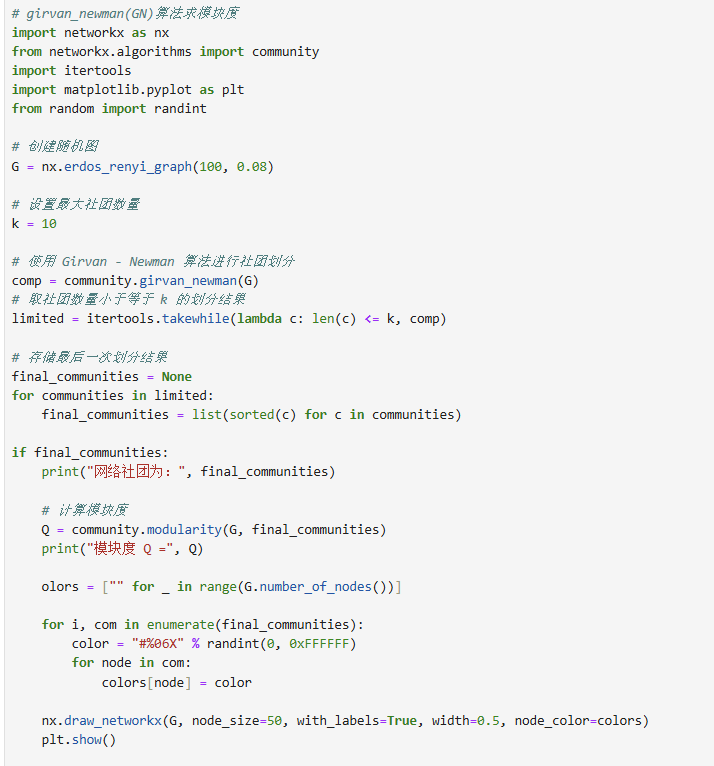 # girvan_newman(GN)算法求模块度
import networkx as nx
from networkx.algorithms import community
import itertools
import matplotlib.pyplot as plt
from random import randint

# 创建随机图
G = nx.erdos_renyi_graph(100, 0.08)

# 设置最大社团数量
k = 10

# 使用 Girvan - Newman 算法进行社团划分
comp = community.girvan_newman(G)
# 取社团数量小于等于 k 的划分结果
limited = itertools.takewhile(lambda c: len(c) <= k, comp)

# 存储最后一次划分结果
final_communities = None
for communities in limited:
    final_communities = list(sorted(c) for c in communities)

if final_communities:
    print("网络社团为：", final_communities)

    # 计算模块度
    Q = community.modularity(G, final_communities)
    print("模块度 Q =", Q)

    olors = ["" for _ in range(G.number_of_nodes())]

    for i, com in enumerate(final_communities):
        color = "#%06X" % randint(0, 0xFFFFFF)
        for node in com:
            colors[node] = color

    nx.draw_networkx(G, node_size=50, with_labels=True, width=0.5, node_color=colors)
    plt.show()